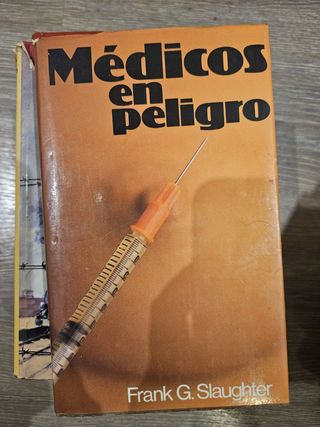 Médicos
en
peligro
Frank G. Slaughter